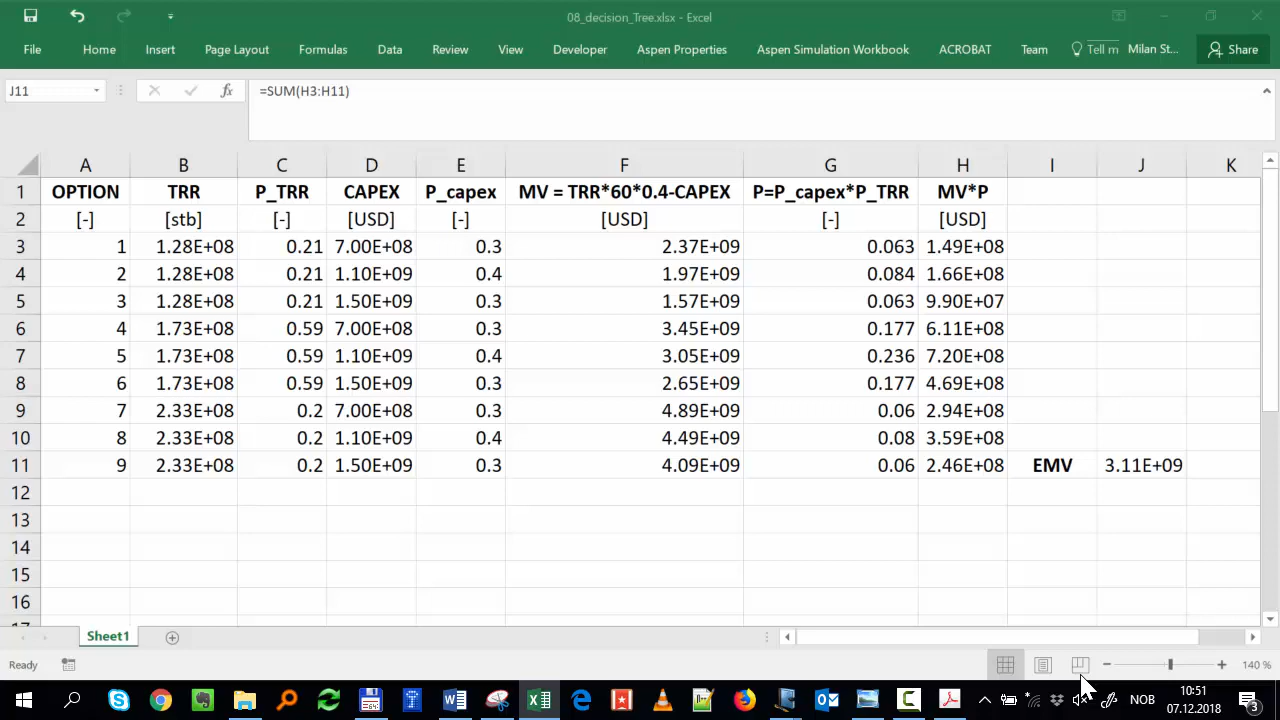 08_decision_Tree.xlsx - Excel
File Home Insert Page Layout Formulas Data Review View Developer Aspen Properties Aspen Simulation Workbook ACROBAT Team Tell m Milan St... Share
J11 fx =SUM(H3:H11)
A B C D E F G H I J K
1 OPTION TRR P_TRR CAPEX P_capex MV = TRR*60*0.4-CAPEX P=P_capex*P_TRR MV*P
2 [-] [stb] [-] [USD] [-] [USD] [-] [USD]
3 1 1.28E+08 0.21 7.00E+08 0.3 2.37E+09 0.063 1.49E+08
4 2 1.28E+08 0.21 1.10E+09 0.4 1.97E+09 0.084 1.66E+08
5 3 1.28E+08 0.21 1.50E+09 0.3 1.57E+09 0.063 9.90E+07
6 4 1.73E+08 0.59 7.00E+08 0.3 3.45E+09 0.177 6.11E+08
7 5 1.73E+08 0.59 1.10E+09 0.4 3.05E+09 0.236 7.20E+08
8 6 1.73E+08 0.59 1.50E+09 0.3 2.65E+09 0.177 4.69E+08
9 7 2.33E+08 0.2 7.00E+08 0.3 4.89E+09 0.06 2.94E+08
10 8 2.33E+08 0.2 1.10E+09 0.4 4.49E+09 0.08 3.59E+08
11 9 2.33E+08 0.2 1.50E+09 0.3 4.09E+09 0.06 2.46E+08 EMV 3.11E+09
12
13
14
15
16
Sheet1
Ready 140 %
NOB 10:51
07.12.2018 3